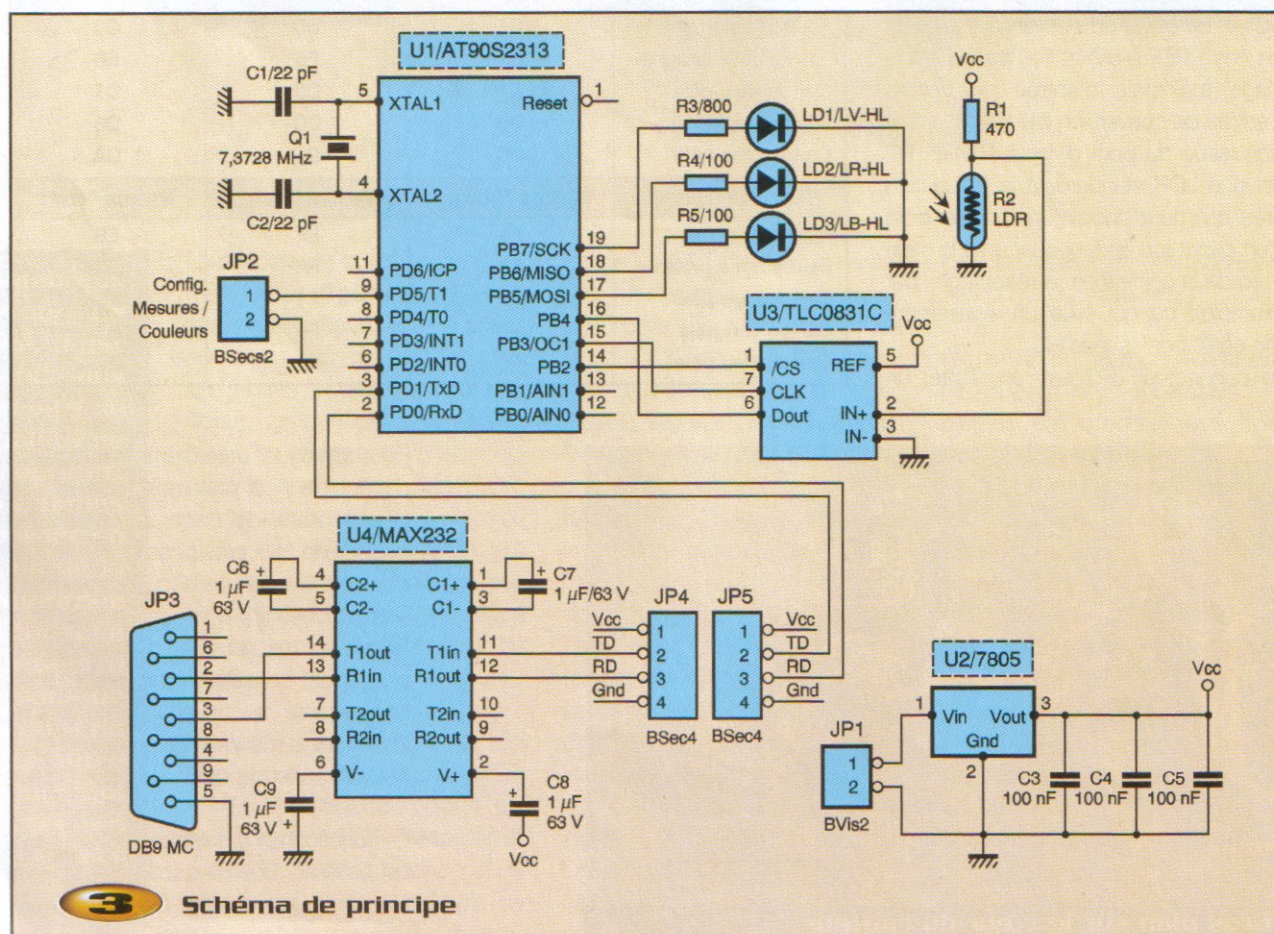 U1/AT90S2313
C1/22 pF
5
XTAL1
Reset
1
Q1
7,3728 MHz
4
XTAL2
C2/22 pF
R3/800
LD1/LV-HL
R4/100
LD2/LR-HL
R5/100
LD3/LB-HL
Vcc
R1
470
R2
LDR
JP2
Config.
Mesures /
Couleurs
1
2
BSecs2
11
PD6/ICP
9
PD5/T1
8
PD4/T0
7
PD3/INT1
6
PD2/INT0
3
PD1/TxD
2
PD0/RxD
PB7/SCK
19
PB6/MISO
18
PB5/MOSI
17
PB4
16
PB3/OC1
15
PB2
14
PB1/AIN1
13
PB0/AIN0
12
U3/TLC0831C
Vcc
1
/CS
REF
5
7
CLK
6
Dout
IN+
2
IN-
3
U4/MAX232
C6
1 µF
63 V
+
4
C2+
5
C2-
C1+
1
C1-
3
+
C7
1 µF/63 V
JP3
1
6
2
7
3
8
4
9
5
DB9 MC
14
T1out
13
R1in
7
T2out
8
R2in
6
V-
T1in
11
R1out
12
T2in
10
R2out
9
V+
2
C9
1 µF
63 V
+
+
C8
1 µF
63 V
Vcc
JP4
Vcc
1
TD
2
RD
3
Gnd
4
BSec4
JP5
1
Vcc
2
TD
3
RD
4
Gnd
BSec4
U2/7805
JP1
1
2
BVis2
1
Vin
Vout
3
Gnd
2
Vcc
C3
100 nF
C4
100 nF
C5
100 nF
3 Schéma de principe